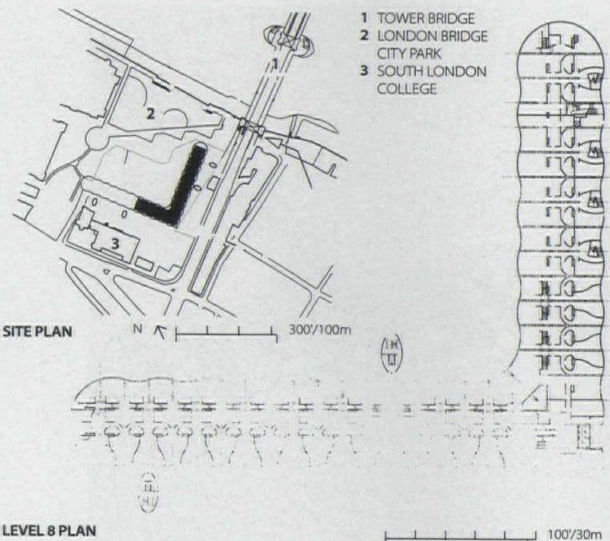 1 TOWER BRIDGE
2 LONDON BRIDGE
CITY PARK
3 SOUTH LONDON
COLLEGE
1
2
3
SITE PLAN
N
300'/100m
LEVEL 8 PLAN
100'/30m